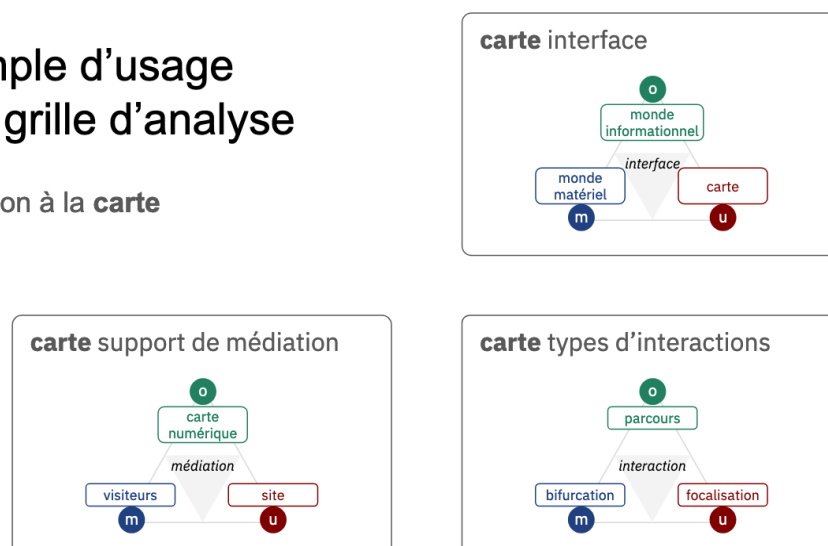 mple d’usage
grille d’analyse
on à la carte
carte interface
o
monde
informationnel
interface
monde
matériel
carte
m
u
carte support de médiation
o
carte
numérique
médiation
visiteurs
site
m
u
carte types d’interactions
o
parcours
interaction
bifurcation
focalisation
m
u